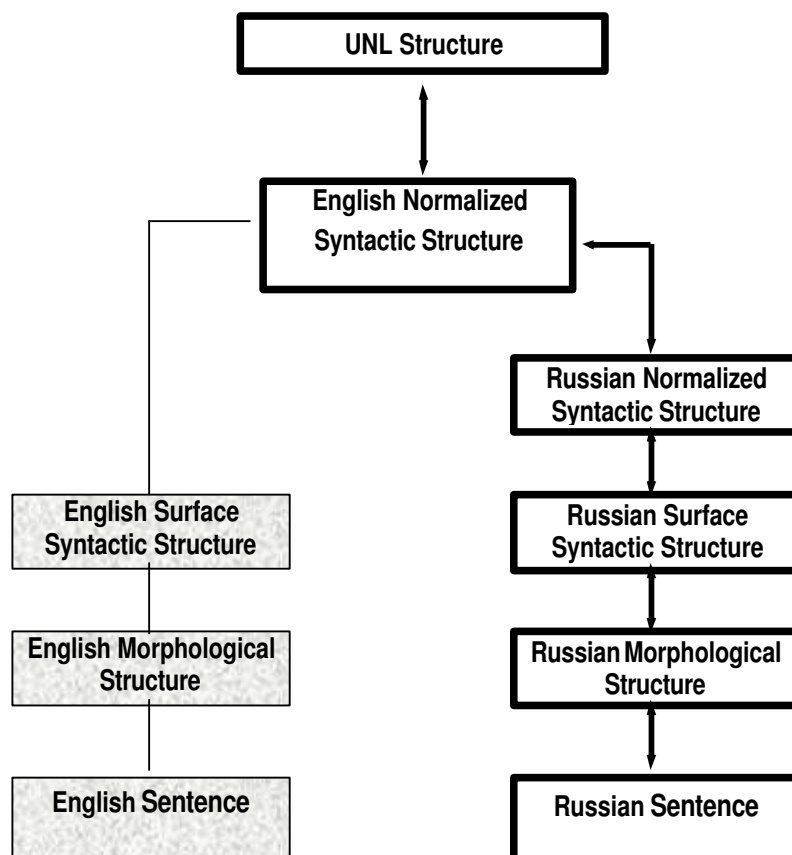 UNL Structure
English Normalized
Syntactic Structure
Russian Normalized
Syntactic Structure
English Surface
Syntactic Structure
Russian Surface
Syntactic Structure
English Morphological
Structure
Russian Morphological
Structure
English Sentence
Russian Sentence